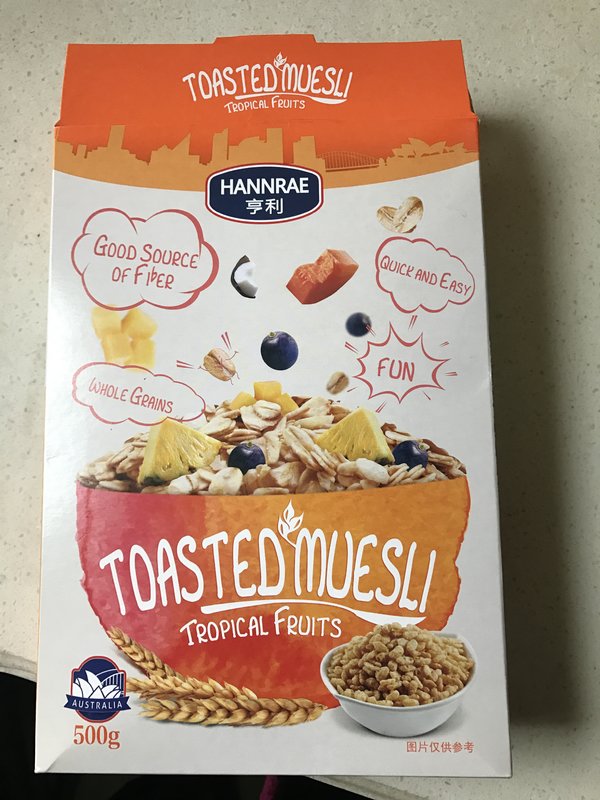 TOASTED MUESLI
TROPICAL FRUITS
HANNRAE
亨利
GOOD SOURCE
OF FIBER
QUICK AND EASY
FUN
WHOLE GRAINS
TOASTED MUESLI
TROPICAL FRUITS
AUSTRALIA
500g
图片仅供参考